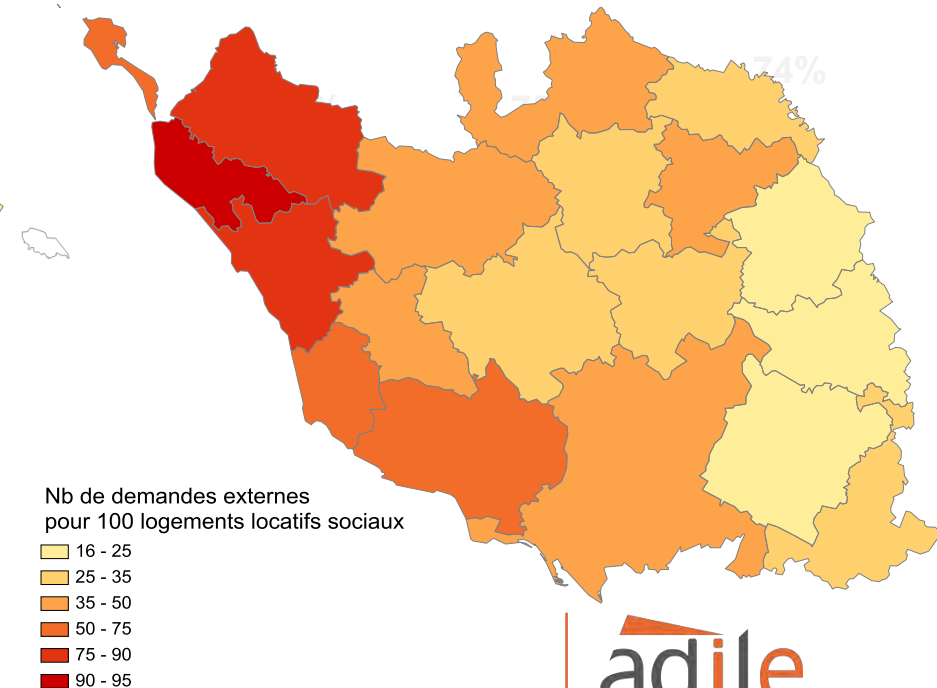 74%
Nb de demandes externes
pour 100 logements locatifs sociaux
16 - 25
25 - 35
35 - 50
50 - 75
75 - 90
90 - 95
adile